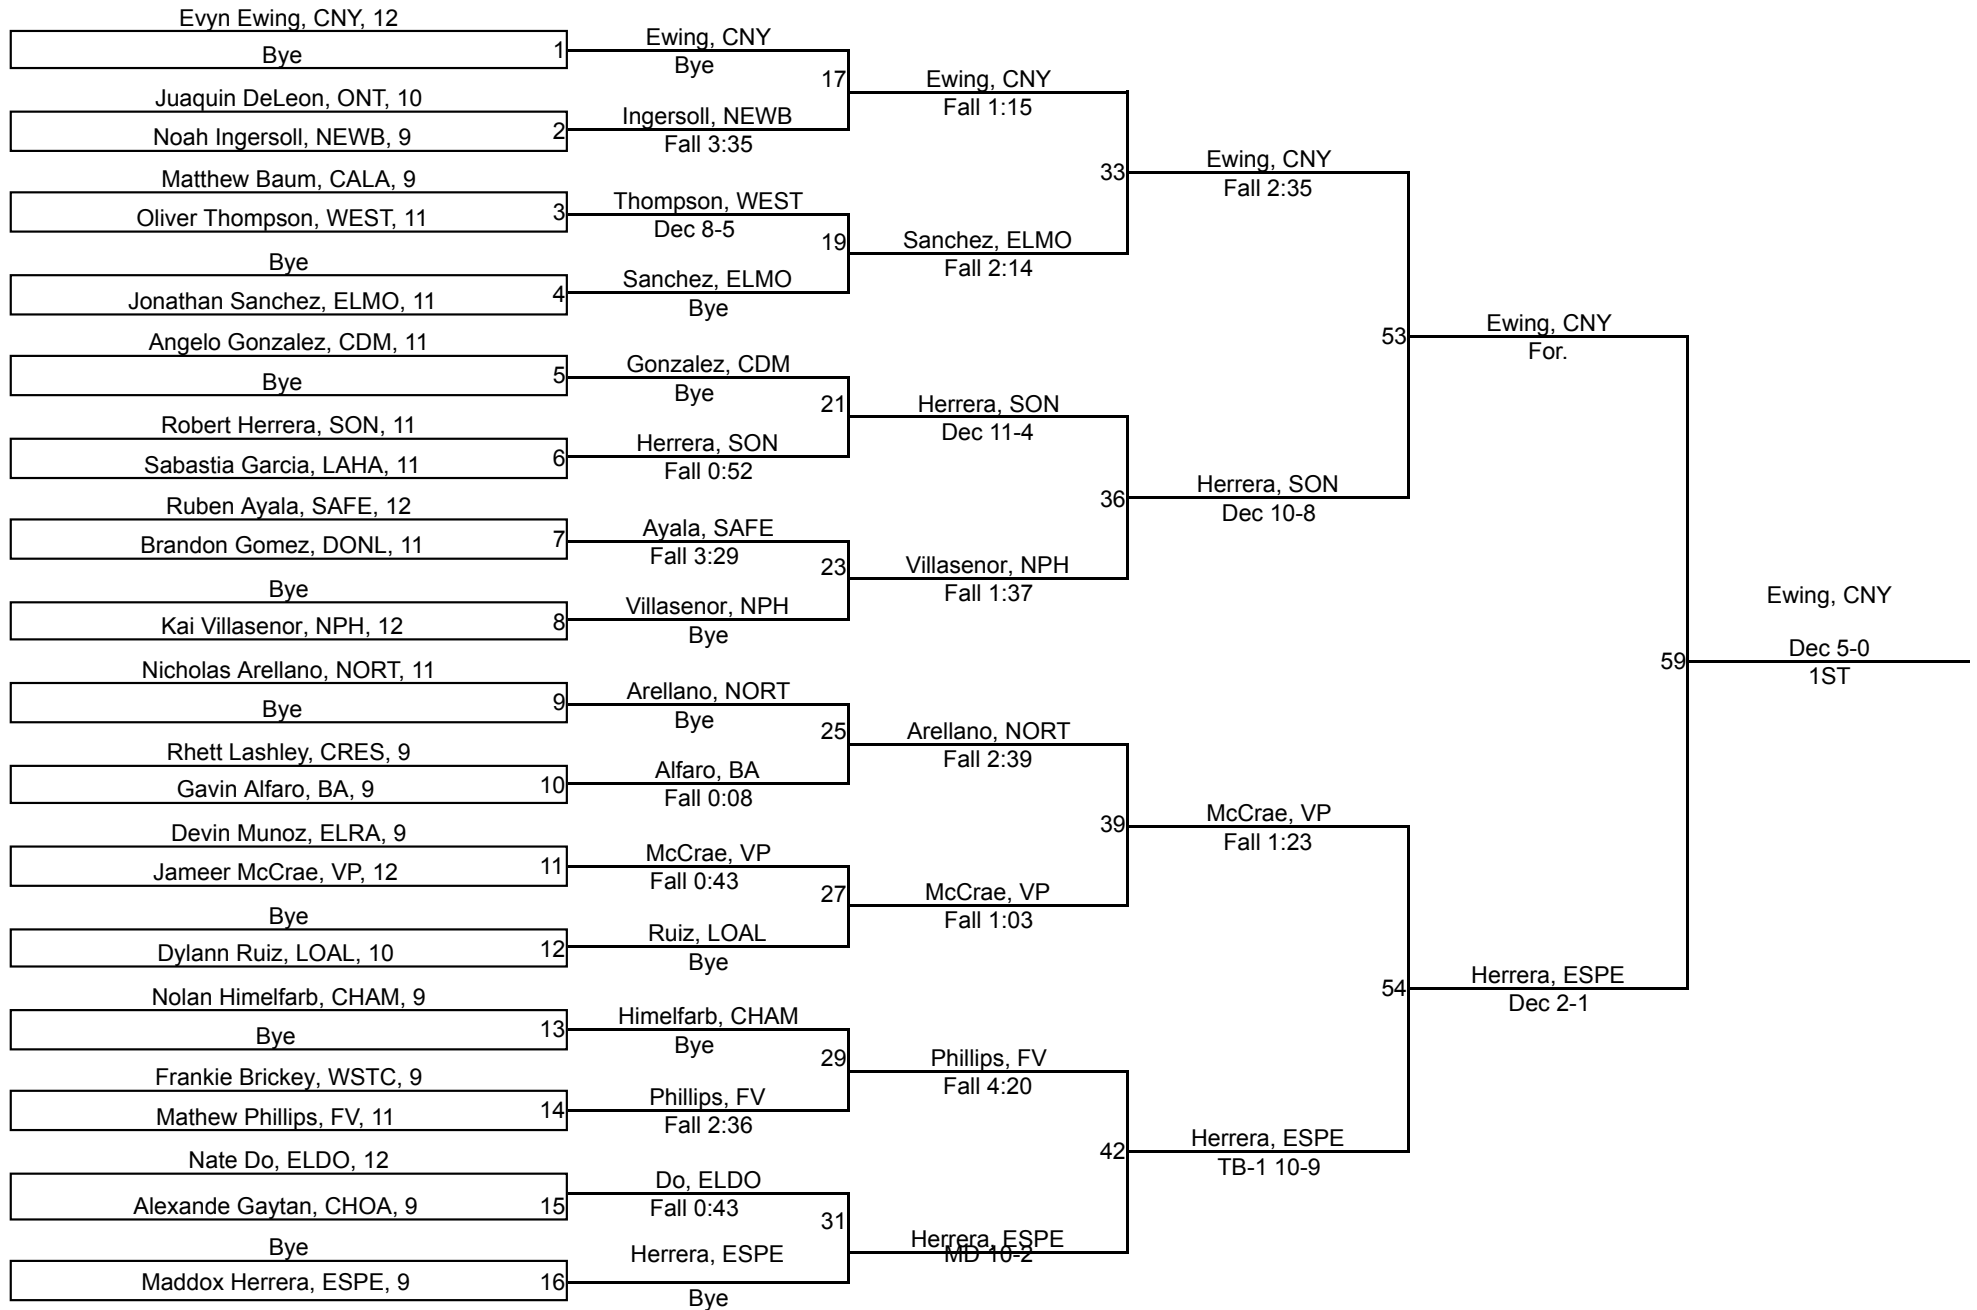 Evyn Ewing, CNY, 12
Bye
1
Juaquin DeLeon, ONT, 10
Noah Ingersoll, NEWB, 9
2
Matthew Baum, CALA, 9
Oliver Thompson, WEST, 11
3
Bye
Jonathan Sanchez, ELMO, 11
4
Angelo Gonzalez, CDM, 11
Bye
5
Robert Herrera, SON, 11
Sabastia Garcia, LAHA, 11
6
Ruben Ayala, SAFE, 12
Brandon Gomez, DONL, 11
7
Bye
Kai Villasenor, NPH, 12
8
Nicholas Arellano, NORT, 11
Bye
9
Rhett Lashley, CRES, 9
Gavin Alfaro, BA, 9
10
Devin Munoz, ELRA, 9
Jameer McCrae, VP, 12
11
Bye
Dylann Ruiz, LOAL, 10
12
Nolan Himelfarb, CHAM, 9
Bye
13
Frankie Brickey, WSTC, 9
Mathew Phillips, FV, 11
14
Nate Do, ELDO, 12
Alexande Gaytan, CHOA, 9
15
Bye
Maddox Herrera, ESPE, 9
16
Ewing, CNY
Bye
17
Ingersoll, NEWB
Fall 3:35
Thompson, WEST
Dec 8-5
19
Sanchez, ELMO
Bye
Gonzalez, CDM
Bye
21
Herrera, SON
Fall 0:52
Ayala, SAFE
Fall 3:29
23
Villasenor, NPH
Bye
Arellano, NORT
Bye
25
Alfaro, BA
Fall 0:08
McCrae, VP
Fall 0:43
27
Ruiz, LOAL
Bye
Himelfarb, CHAM
Bye
29
Phillips, FV
Fall 2:36
Do, ELDO
Fall 0:43
31
Herrera, ESPE
Bye
Ewing, CNY
Fall 1:15
33
Sanchez, ELMO
Fall 2:14
Herrera, SON
Dec 11-4
36
Villasenor, NPH
Fall 1:37
Arellano, NORT
Fall 2:39
39
McCrae, VP
Fall 1:03
Phillips, FV
Fall 4:20
42
Herrera, ESPE
MD 10-2
Ewing, CNY
Fall 2:35
53
Herrera, SON
Dec 10-8
McCrae, VP
Fall 1:23
54
Herrera, ESPE
TB-1 10-9
Ewing, CNY
For.
59
Herrera, ESPE
Dec 2-1
Ewing, CNY
Dec 5-0
1ST